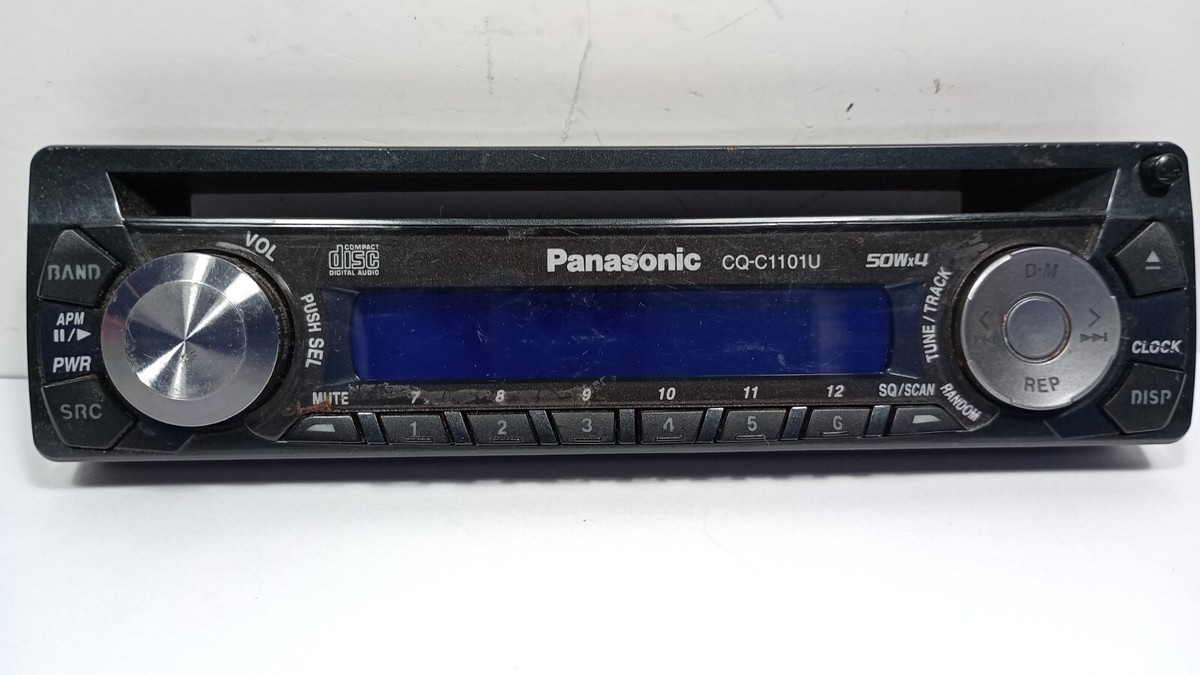 VOL
COMPACT
disc
DIGITAL AUDIO
Panasonic CQ-C1101U 50Wx4
BAND
APM
PWR
SRC
PUSH SEL
TUNE / TRACK
D·M
REP
CLOCK
DISP
MUTE 7 8 9 10 11 12 SQ/SCAN
RANDOM
1 2 3 4 5 6